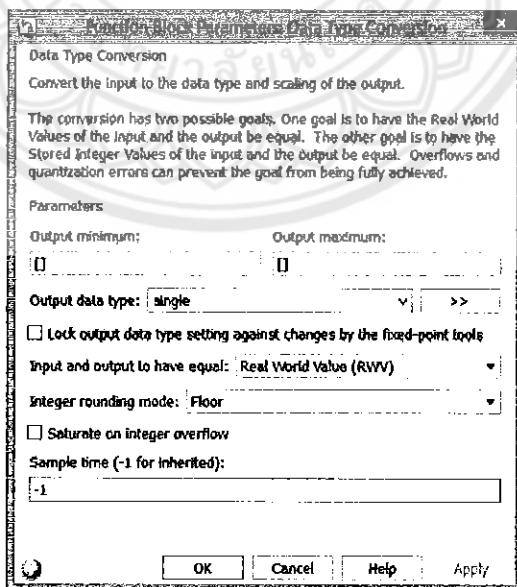 Function Block Parameters: Data Type Conversion
Data Type Conversion
Convert the input to the data type and scaling of the output.
The conversion has two possible goals. One goal is to have the Real World
Values of the input and the output be equal. The other goal is to have the
Stored Integer Values of the input and the output be equal. Overflows and
quantization errors can prevent the goal from being fully achieved.
Parameters
Output minimum: Output maximum:
[] []
Output data type: single >>
Lock output data type setting against changes by the fixed-point tools
Input and output to have equal: Real World Value (RWV)
Integer rounding mode: Floor
Saturate on integer overflow
Sample time (-1 for inherited):
-1
OK Cancel Help Apply